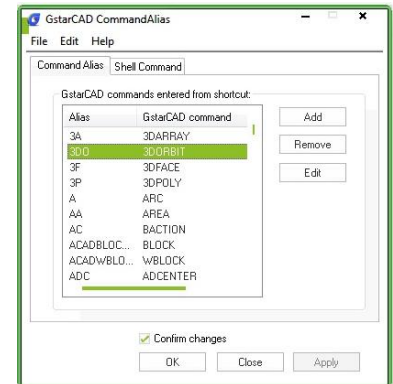 GstarCAD CommandAlias
File Edit Help
Command Alias Shell Command
GstarCAD commands entered from shortcut:
Alias GstarCAD command
3A 3DARRAY
3DO 3DORBIT
3F 3DFACE
3P 3DPOLY
A ARC
AA AREA
AC BACTION
ACADBLOC... BLOCK
ACADWBLO... WBLOCK
ADC ADCENTER
Add
Remove
Edit
Confirm changes
OK Close Apply